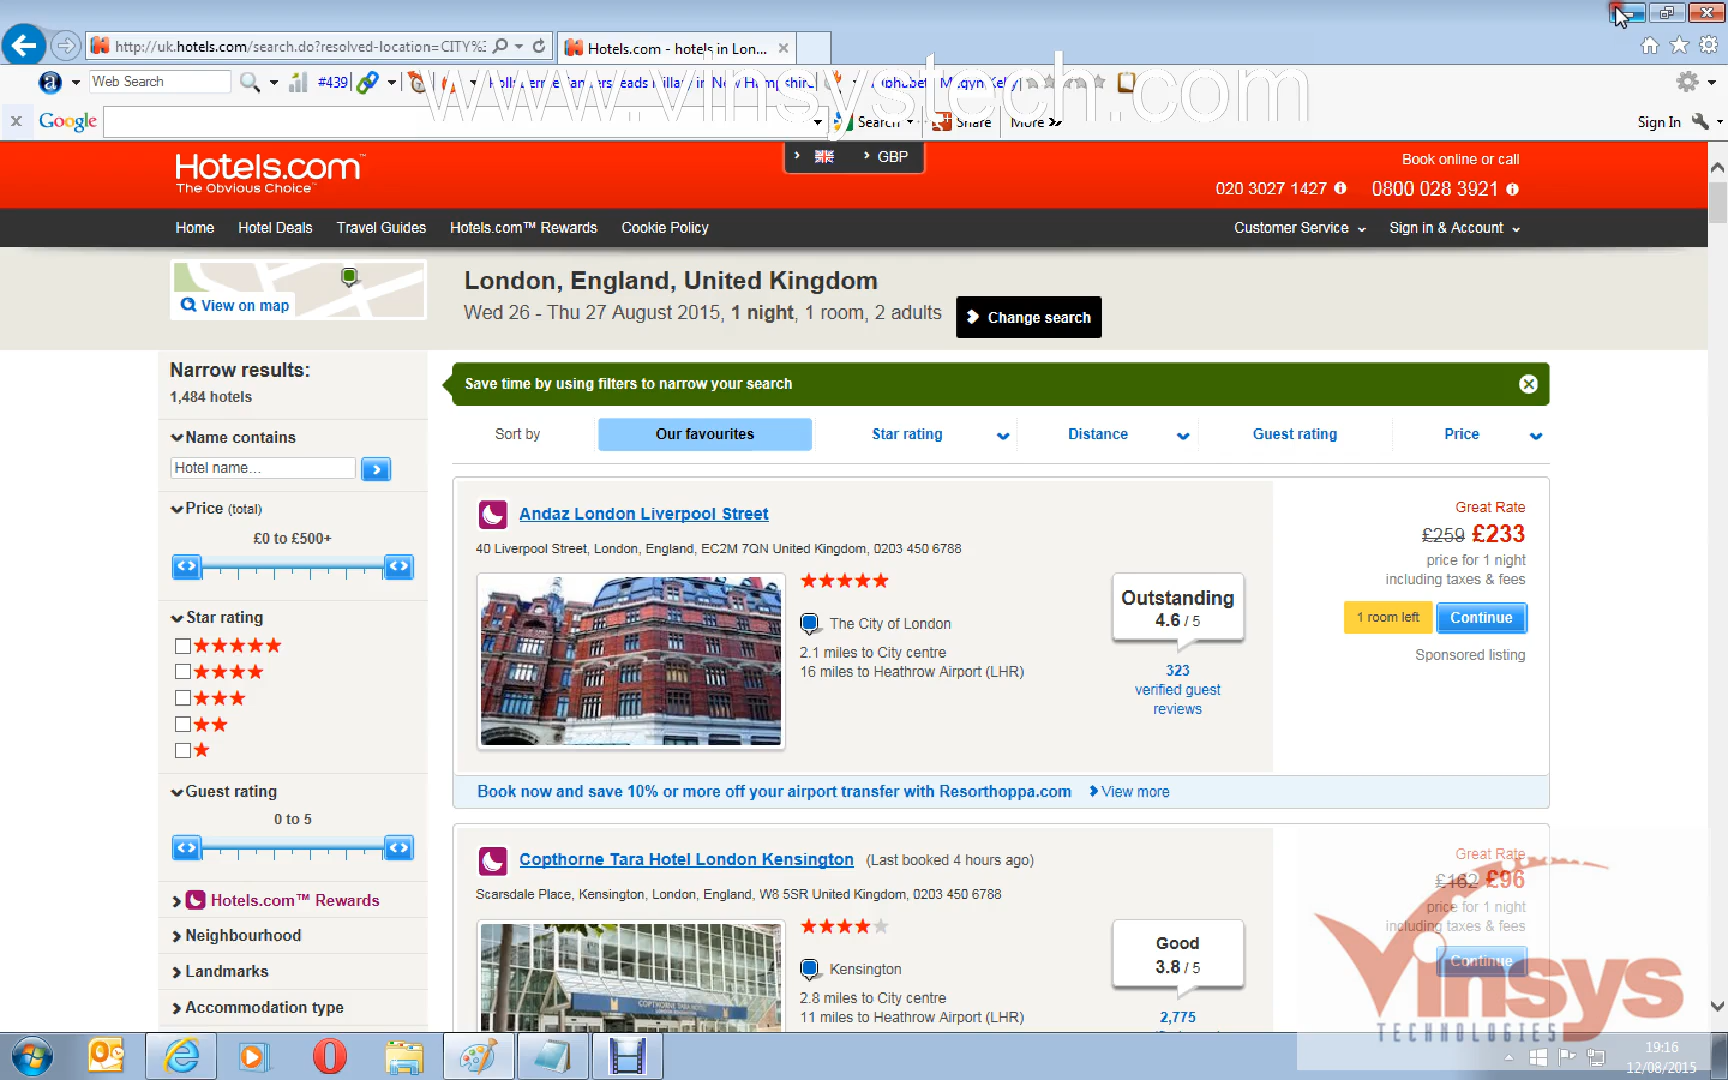 http://uk.hotels.com/search.do?resolved-location=CITY%3
Hotels.com - hotels in Lon...
www.vinsystech.com
Web Search
#439
Google
Search
Share
More »
Sign In
Hotels.com™
The Obvious Choice™
GBP
Book online or call
020 3027 1427
0800 028 3921
Home
Hotel Deals
Travel Guides
Hotels.com™ Rewards
Cookie Policy
Customer Service
Sign in & Account
View on map
London, England, United Kingdom
Wed 26 - Thu 27 August 2015, 1 night, 1 room, 2 adults
Change search
Narrow results:
1,484 hotels
Name contains
Hotel name...
Price (total)
£0 to £500+
Star rating
Guest rating
0 to 5
Hotels.com™ Rewards
Neighbourhood
Landmarks
Accommodation type
Save time by using filters to narrow your search
Sort by
Our favourites
Star rating
Distance
Guest rating
Price
Andaz London Liverpool Street
40 Liverpool Street, London, England, EC2M 7QN United Kingdom, 0203 450 6788
The City of London
2.1 miles to City centre
16 miles to Heathrow Airport (LHR)
Outstanding
4.6 / 5
323
verified guest
reviews
Great Rate
£259 £233
price for 1 night
including taxes & fees
1 room left
Continue
Sponsored listing
Book now and save 10% or more off your airport transfer with Resorthoppa.com
View more
Copthorne Tara Hotel London Kensington (Last booked 4 hours ago)
Scarsdale Place, Kensington, London, England, W8 5SR United Kingdom, 0203 450 6788
COPTHORNE TARA HOTEL
Kensington
2.8 miles to City centre
11 miles to Heathrow Airport (LHR)
Good
3.8 / 5
2,775
Great Rate
£162 £96
price for 1 night
including taxes & fees
Continue
Vinsys
TECHNOLOGIES
19:16
12/08/2015